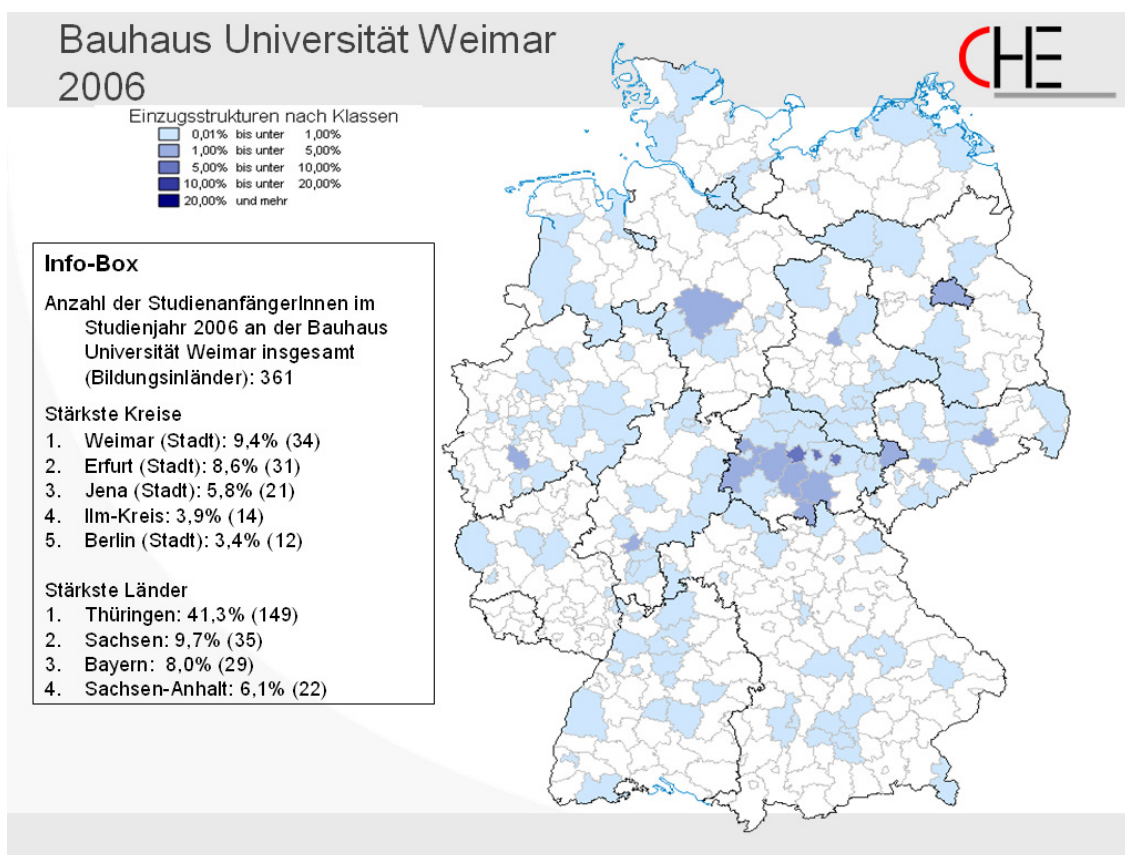 Bauhaus Universität Weimar
2006
CHE
Einzugsstrukturen nach Klassen
0,01% bis unter 1,00%
1,00% bis unter 5,00%
5,00% bis unter 10,00%
10,00% bis unter 20,00%
20,00% und mehr
Info-Box
Anzahl der StudienanfängerInnen im
Studienjahr 2006 an der Bauhaus
Universität Weimar insgesamt
(Bildungsinländer): 361
Stärkste Kreise
1. Weimar (Stadt): 9,4% (34)
2. Erfurt (Stadt): 8,6% (31)
3. Jena (Stadt): 5,8% (21)
4. Ilm-Kreis: 3,9% (14)
5. Berlin (Stadt): 3,4% (12)
Stärkste Länder
1. Thüringen: 41,3% (149)
2. Sachsen: 9,7% (35)
3. Bayern: 8,0% (29)
4. Sachsen-Anhalt: 6,1% (22)